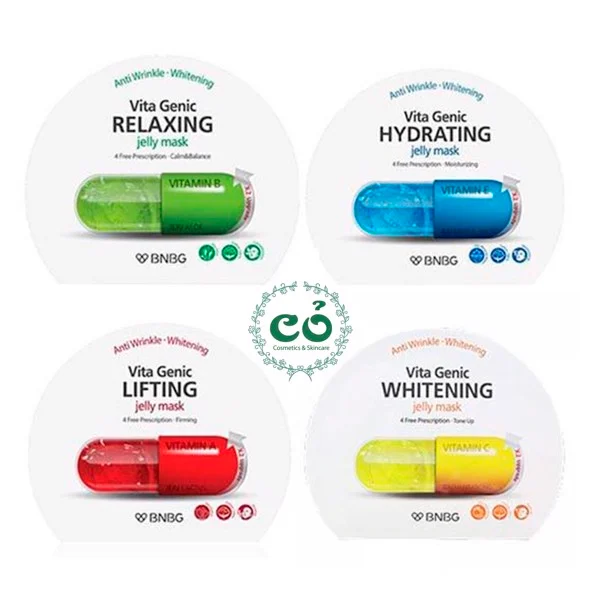 Anti Wrinkle · Whitening
Vita Genic
RELAXING
jelly mask
4 Free Prescription · Calm&Balance
VITAMIN B
BNBG
Anti Wrinkle · Whitening
Vita Genic
HYDRATING
jelly mask
4 Free Prescription · Moisturizing
VITAMIN E
BNBG
CỎ
Cosmetics & Skincare
Anti Wrinkle · Whitening
Vita Genic
LIFTING
jelly mask
4 Free Prescription · Firming
VITAMIN A
BNBG
Anti Wrinkle · Whitening
Vita Genic
WHITENING
jelly mask
4 Free Prescription · Tone Up
VITAMIN C
BNBG